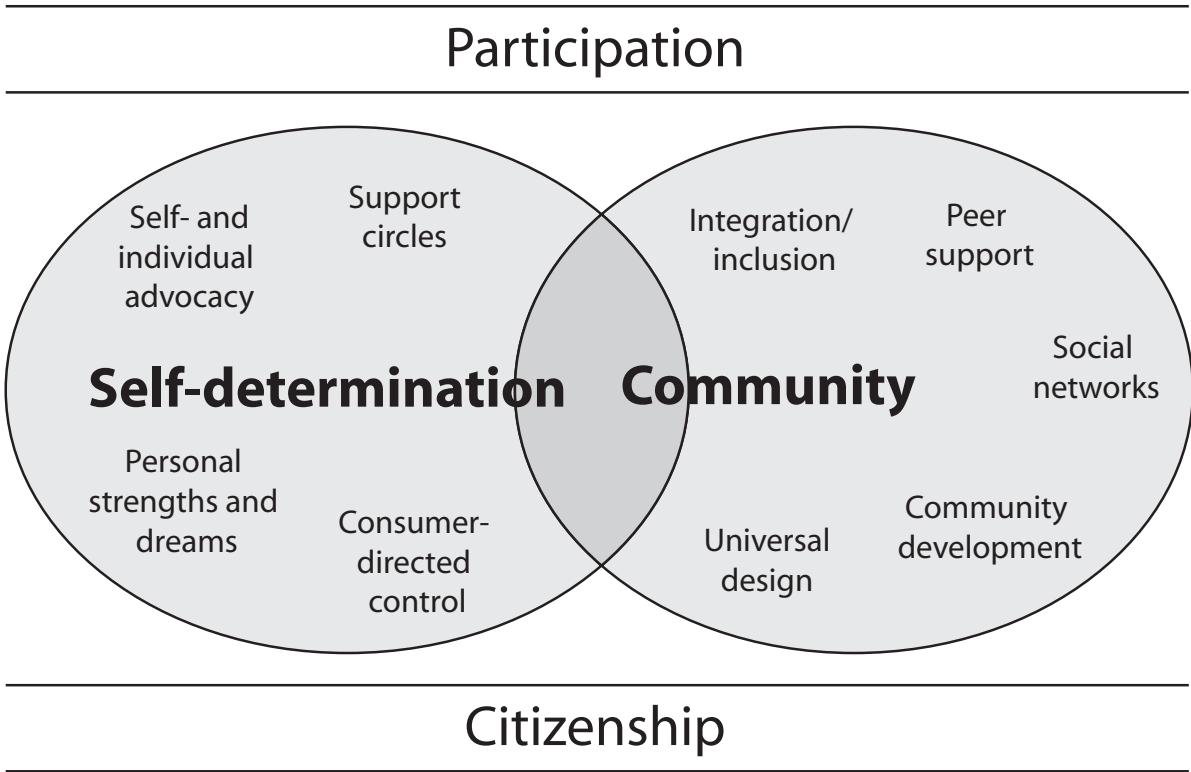 Participation
Self- and
individual
advocacy
Support
circles
Self-determination
Personal
strengths and
dreams
Consumer-
directed
control
Integration/
inclusion
Peer
support
Social
networks
Community
Universal
design
Community
development
Citizenship